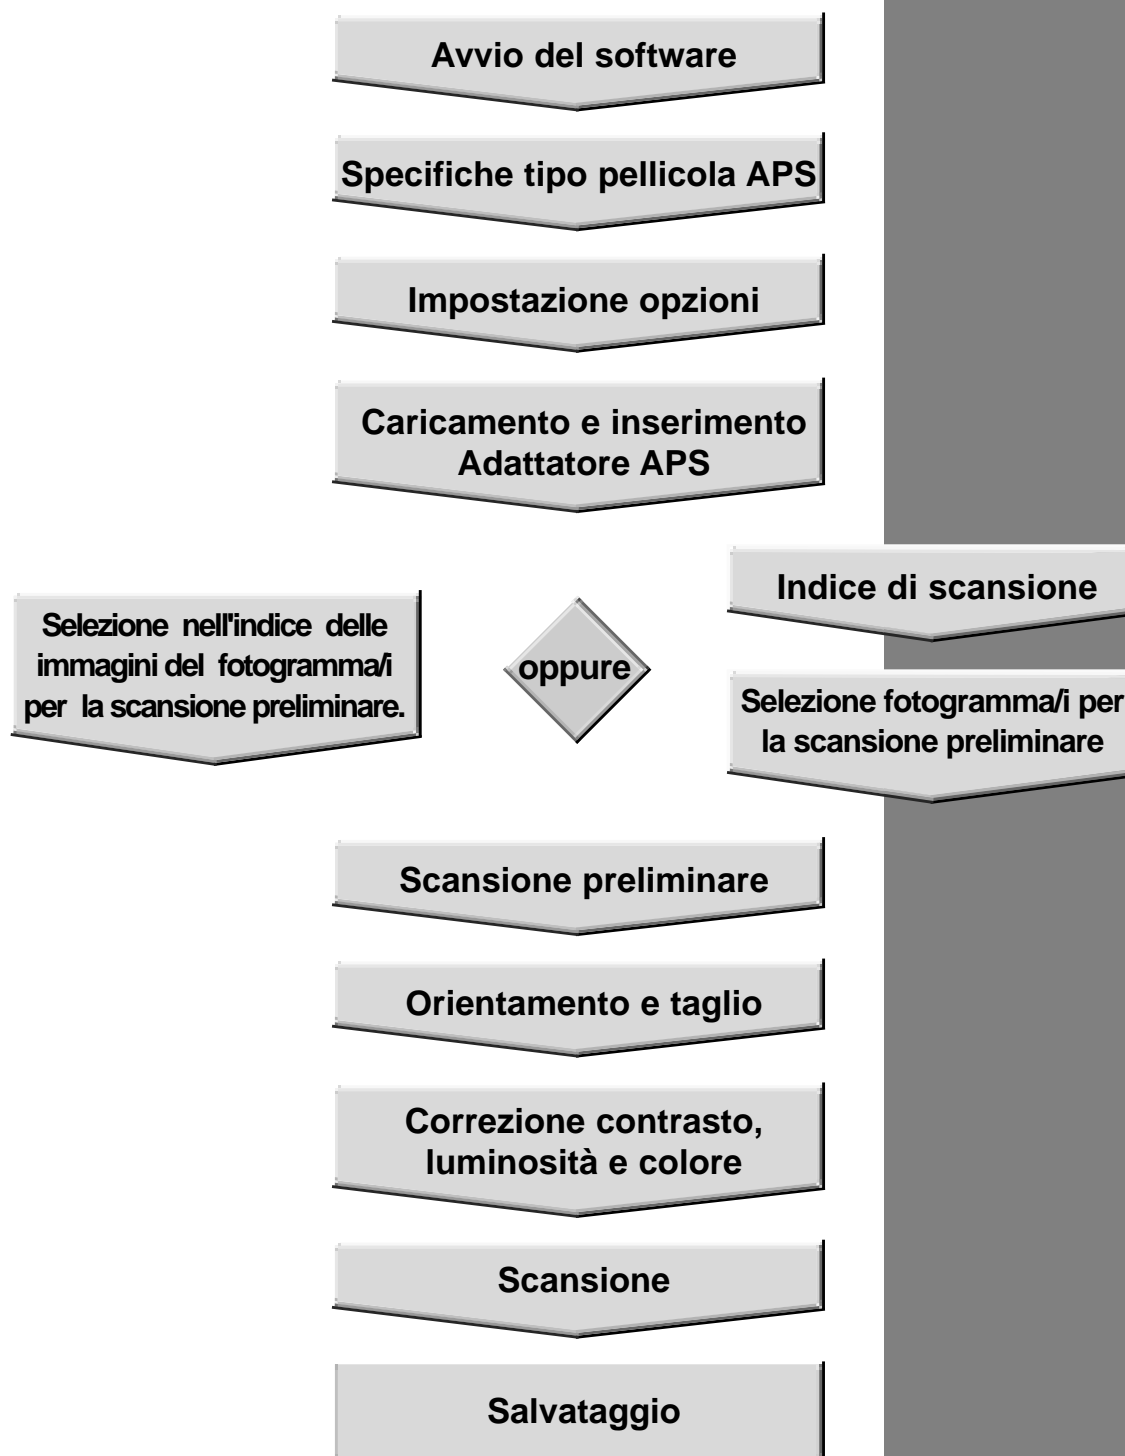 Avvio del software
Specifiche tipo pellicola APS
Impostazione opzioni
Caricamento e inserimento
Adattatore APS
Selezione nell'indice delle
immagini del fotogramma/i
per la scansione preliminare.
oppure
Indice di scansione
Selezione fotogramma/i per
la scansione preliminare
Scansione preliminare
Orientamento e taglio
Correzione contrasto,
luminosità e colore
Scansione
Salvataggio